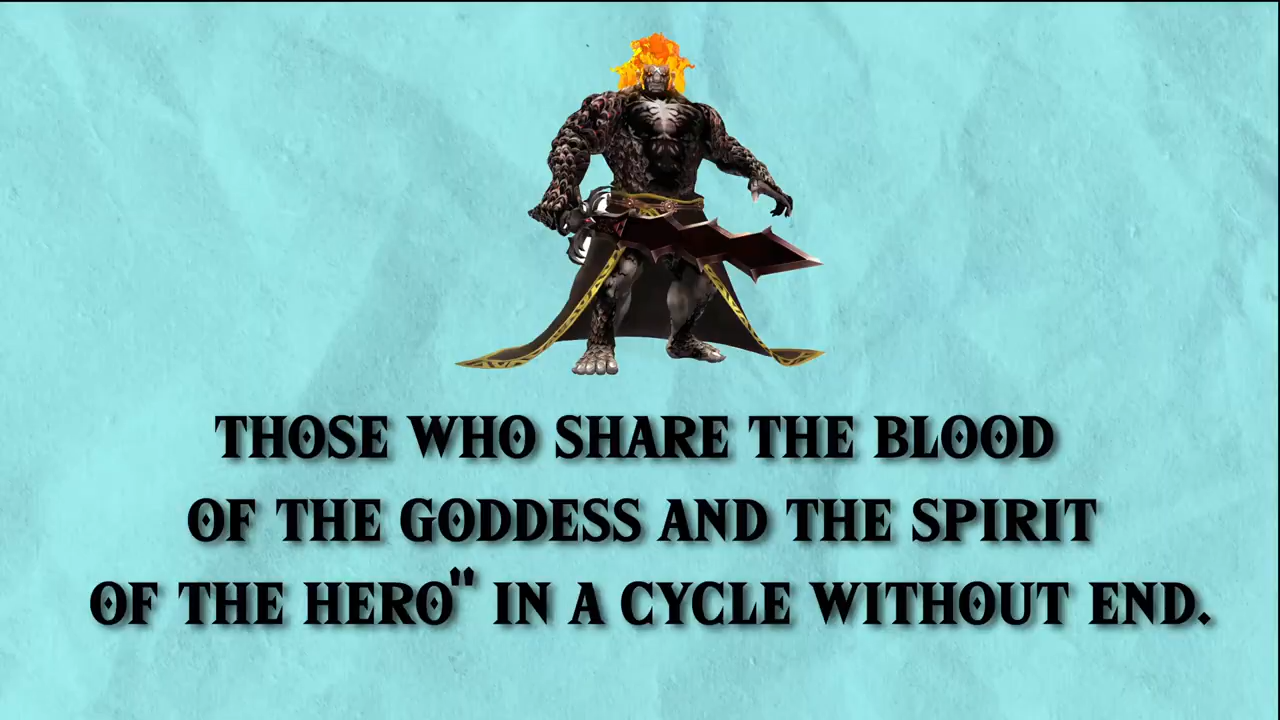 THOSE WHO SHARE THE BLOOD
OF THE GODDESS AND THE SPIRIT
OF THE HERO" IN A CYCLE WITHOUT END.